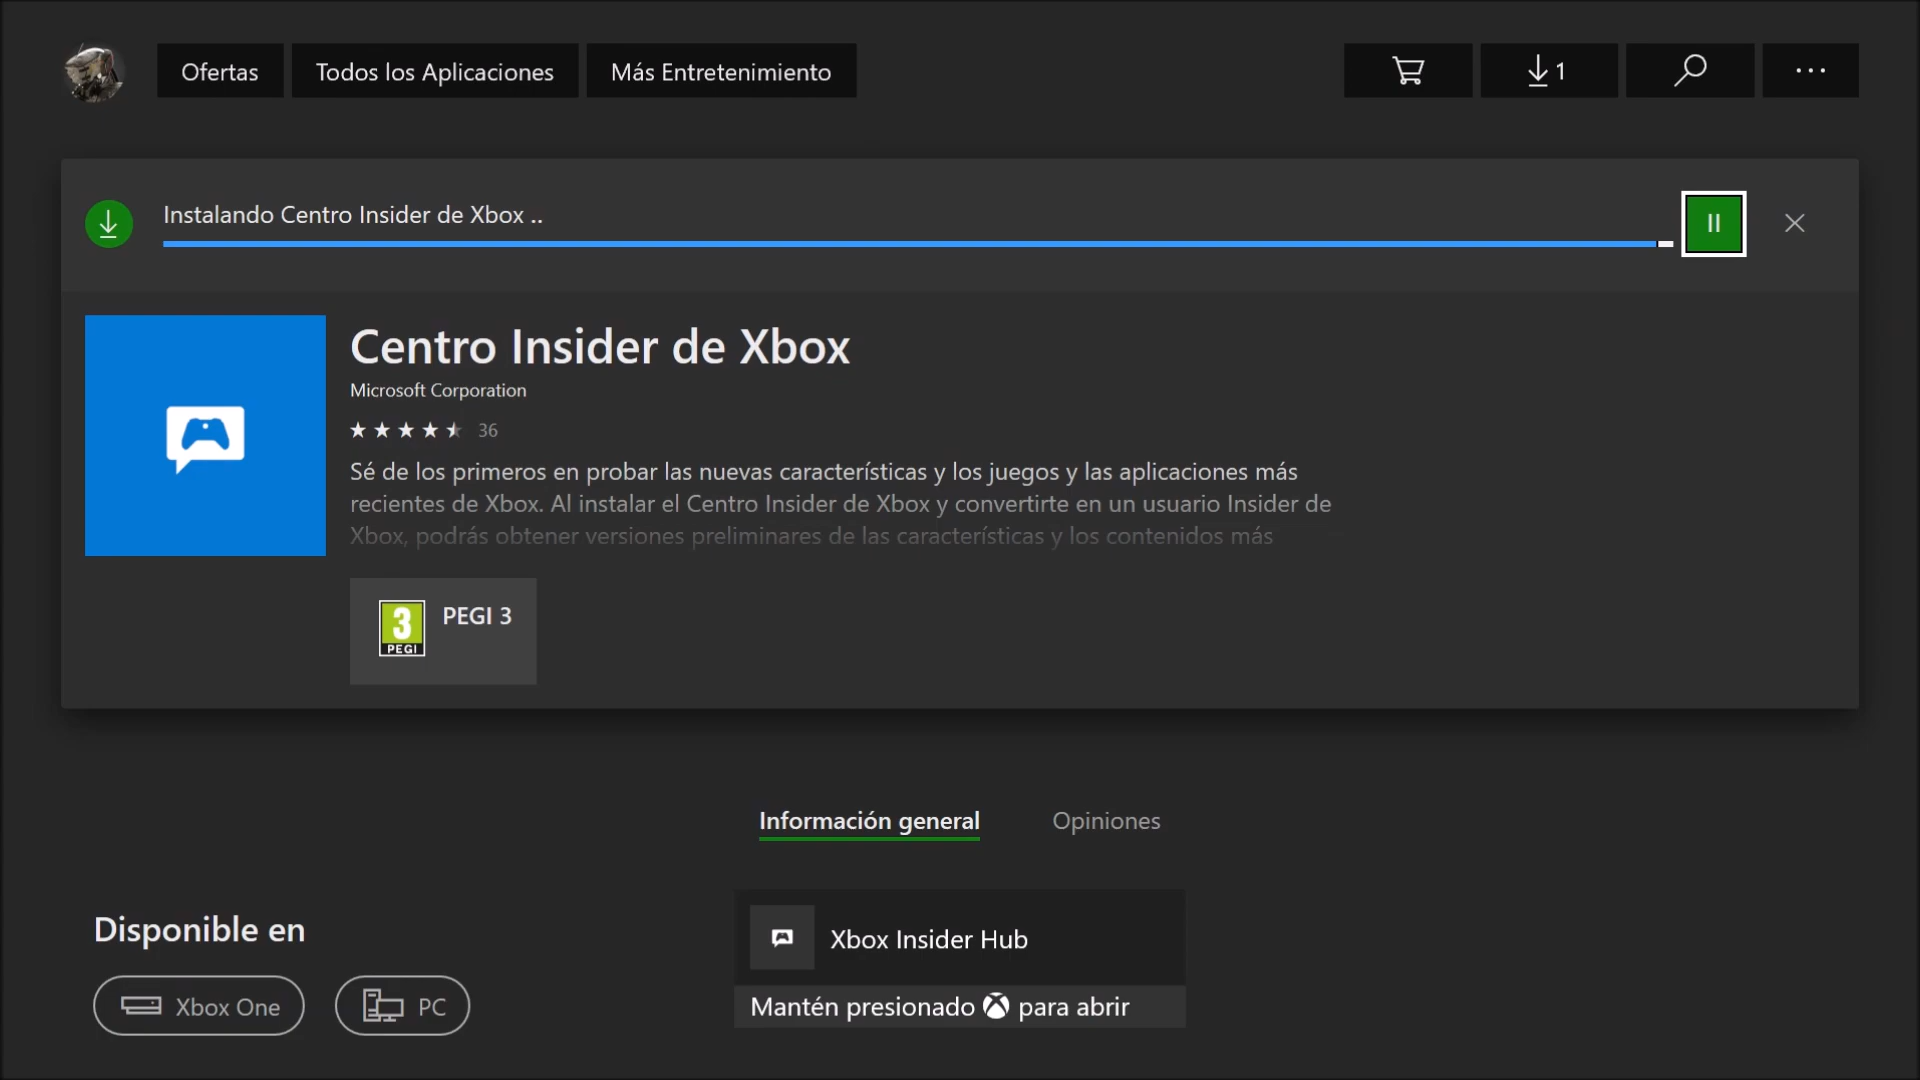 Ofertas
Todos los Aplicaciones
Más Entretenimiento
1
Instalando Centro Insider de Xbox ..
Centro Insider de Xbox
Microsoft Corporation
36
Sé de los primeros en probar las nuevas características y los juegos y las aplicaciones más
recientes de Xbox. Al instalar el Centro Insider de Xbox y convertirte en un usuario Insider de
Xbox, podrás obtener versiones preliminares de las características y los contenidos más
3
PEGI
PEGI 3
Información general
Opiniones
Disponible en
Xbox One
PC
Xbox Insider Hub
Mantén presionado para abrir